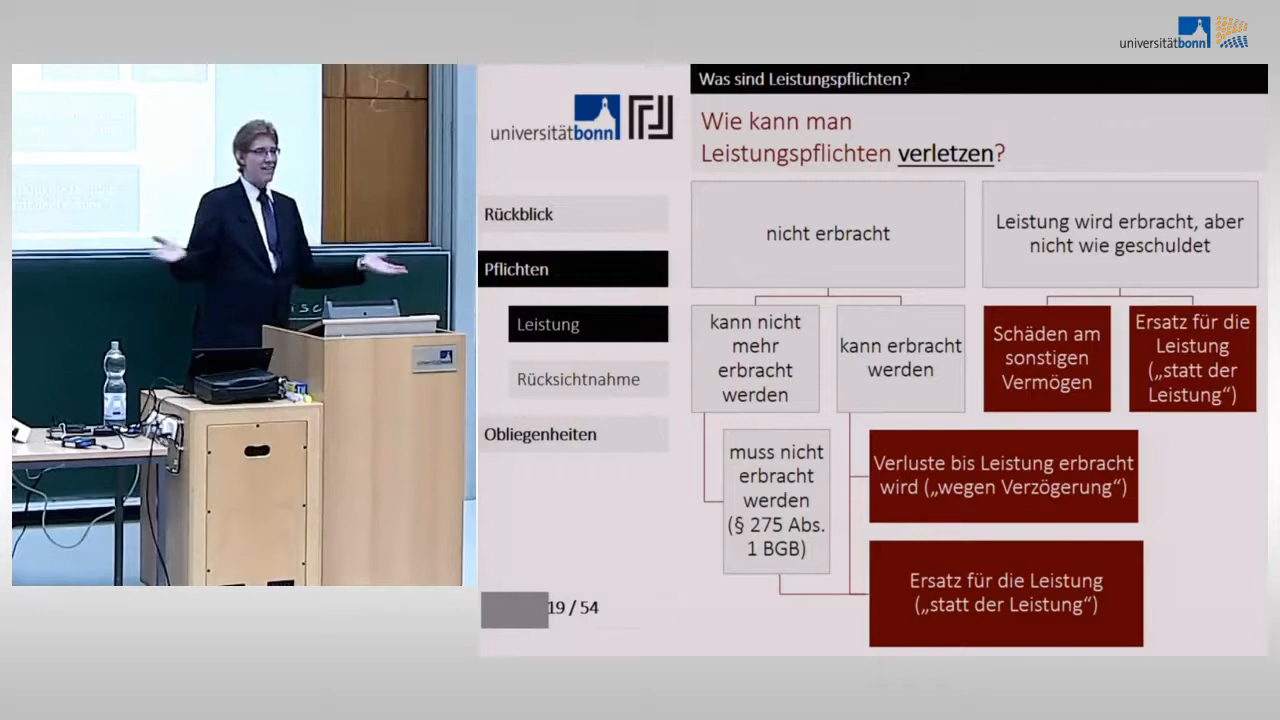 universitätbonn
Was sind Leistungspflichten?
universitätbonn
Wie kann man
Leistungspflichten verletzen?
Rückblick
Pflichten
Leistung
Rücksichtnahme
Obliegenheiten
19 / 54
nicht erbracht
Leistung wird erbracht, aber
nicht wie geschuldet
kann nicht
mehr
erbracht
werden
kann erbracht
werden
Schäden am
sonstigen
Vermögen
Ersatz für die
Leistung
(„statt der
Leistung“)
muss nicht
erbracht
werden
(§ 275 Abs.
1 BGB)
Verluste bis Leistung erbracht
wird („wegen Verzögerung“)
Ersatz für die Leistung
(„statt der Leistung“)